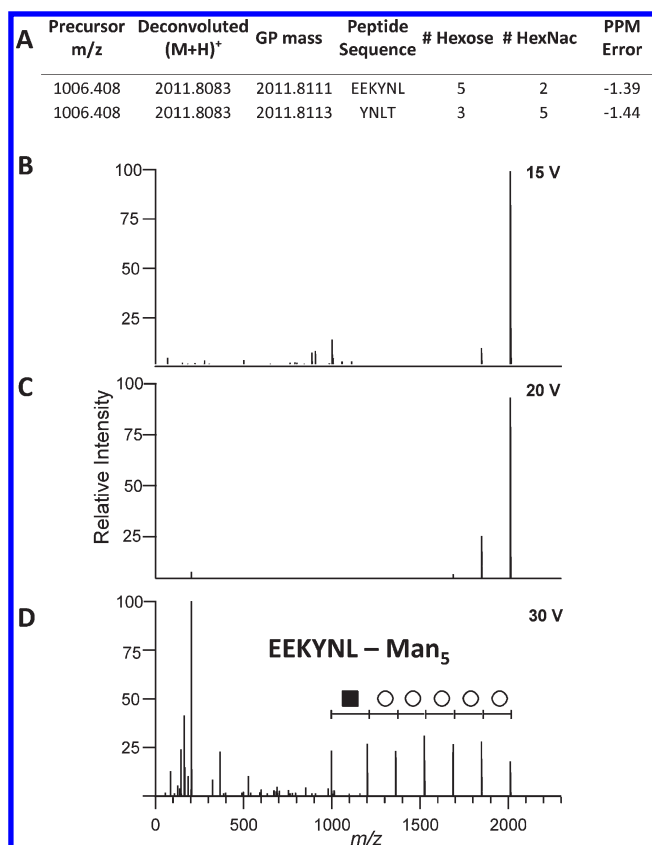 A
Precursor m/z Deconvoluted (M+H)+ GP mass Peptide Sequence # Hexose # HexNac PPM Error
1006.408 2011.8083 2011.8111 EEKYNL 5 2 -1.39
1006.408 2011.8083 2011.8113 YNLT 3 5 -1.44
B
15 V
100
75
50
25
C
20 V
100
75
50
25
Relative Intensity
D
30 V
100
75
50
25
EEKYNL – Man5
0 500 1000 1500 2000
m/z